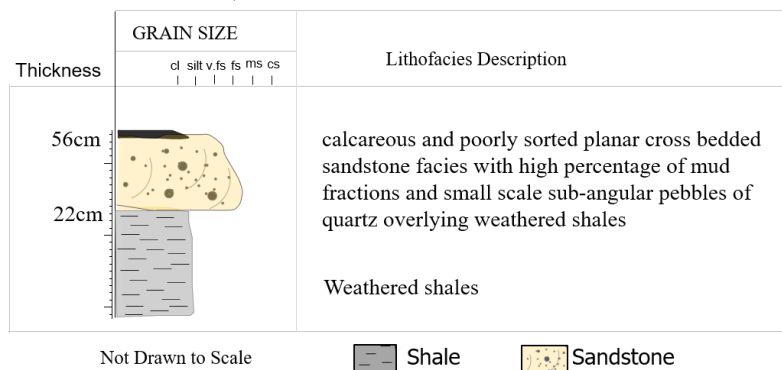 GRAIN SIZE
Thickness
cl silt v.fs fs ms cs
Lithofacies Description
56cm
calcareous and poorly sorted planar cross bedded
sandstone facies with high percentage of mud
fractions and small scale sub-angular pebbles of
quartz overlying weathered shales
22cm
Weathered shales
Not Drawn to Scale
Shale
Sandstone